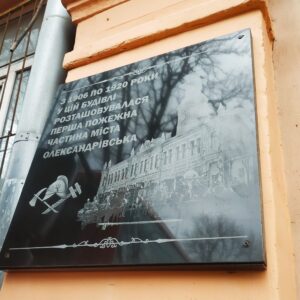 З 1906 ПО 1920 РОКИ
У ЦІЙ БУДІВЛІ
РОЗТАШОВУВАЛАСЯ
ПЕРША ПОЖЕЖНА
ЧАСТИНА МІСТА
ОЛЕКСАНДРІВСЬКА